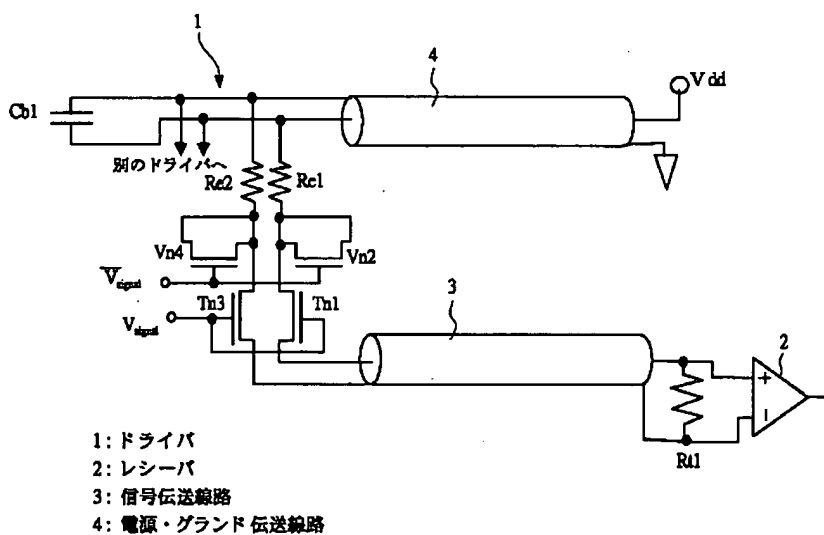 1
4
Vdd
Cb1
別のドライバへ
Re2
Re1
Vn4
Vn2
V̅signal
Tn3
Tn1
Vsignal
3
2
+
-
Rt1
1: ドライバ
2: レシーバ
3: 信号伝送線路
4: 電源・グランド 伝送線路